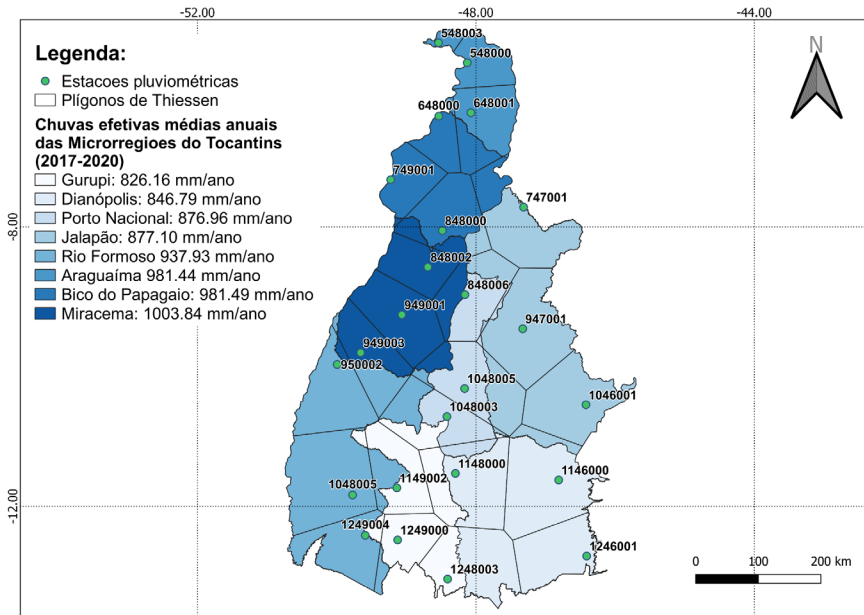 -52.00
-48.00
-44.00
Legenda:
Estacoes pluviométricas
Plígonos de Thiessen
Chuvas efetivas médias anuais
das Microrregioes do Tocantins
(2017-2020)
Gurupi: 826.16 mm/ano
Dianópolis: 846.79 mm/ano
Porto Nacional: 876.96 mm/ano
Jalapão: 877.10 mm/ano
Rio Formoso 937.93 mm/ano
Araguaíma 981.44 mm/ano
Bico do Papagaio: 981.49 mm/ano
Miracema: 1003.84 mm/ano
N
548003
548000
648000
648001
749001
747001
-8.00
848000
848002
848006
949001
947001
949003
950002
1048005
1046001
1048003
1148000
1146000
1149002
1048005
-12.00
1249004
1249000
1246001
1248003
0 100 200 km